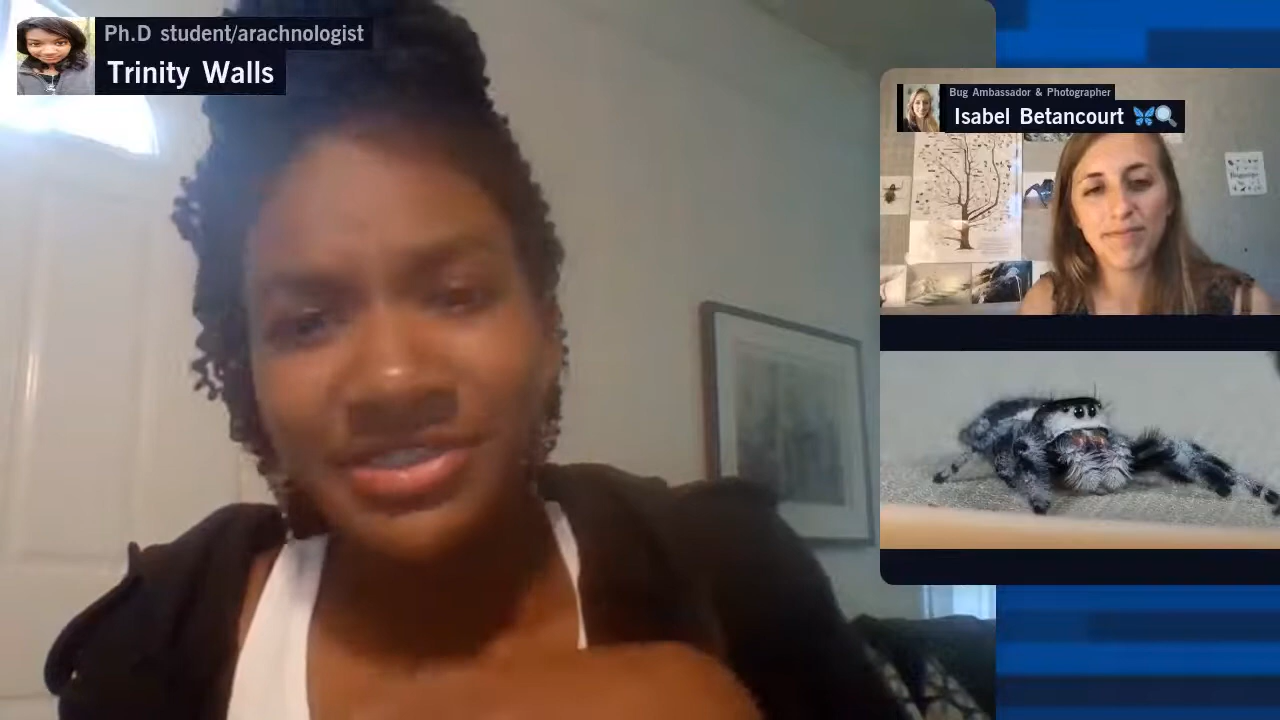 Ph.D student/arachnologist
Trinity Walls
Bug Ambassador & Photographer
Isabel Betancourt 🦋🔍